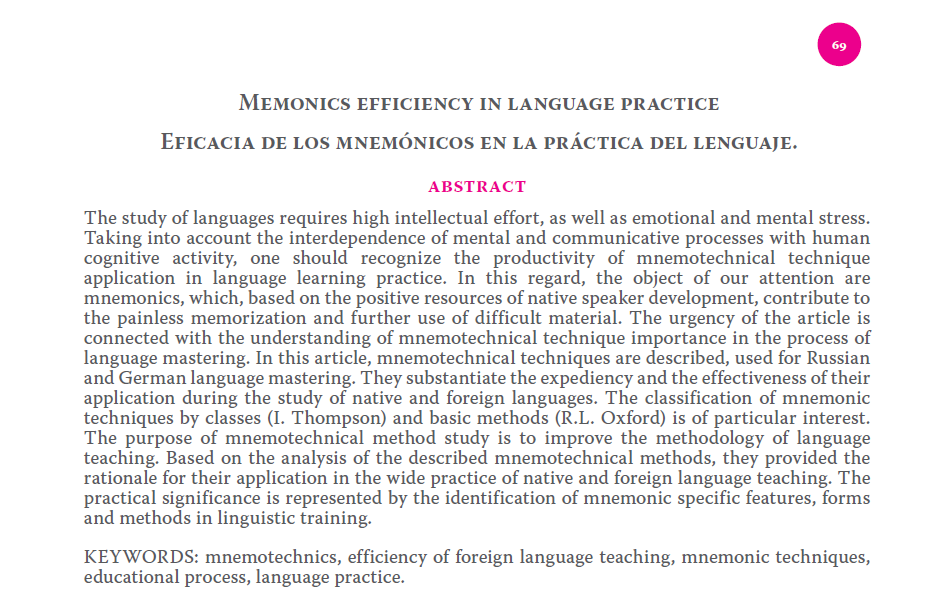 69
Memonics efficiency in language practice
Eficacia de los mnemónicos en la práctica del lenguaje.
ABSTRACT
The study of languages requires high intellectual effort, as well as emotional and mental stress.
Taking into account the interdependence of mental and communicative processes with human
cognitive activity, one should recognize the productivity of mnemotechnical technique
application in language learning practice. In this regard, the object of our attention are
mnemonics, which, based on the positive resources of native speaker development, contribute to
the painless memorization and further use of difficult material. The urgency of the article is
connected with the understanding of mnemotechnical technique importance in the process of
language mastering. In this article, mnemotechnical techniques are described, used for Russian
and German language mastering. They substantiate the expediency and the effectiveness of their
application during the study of native and foreign languages. The classification of mnemonic
techniques by classes (I. Thompson) and basic methods (R.L. Oxford) is of particular interest.
The purpose of mnemotechnical method study is to improve the methodology of language
teaching. Based on the analysis of the described mnemotechnical methods, they provided the
rationale for their application in the wide practice of native and foreign language teaching. The
practical significance is represented by the identification of mnemonic specific features, forms
and methods in linguistic training.
KEYWORDS: mnemotechnics, efficiency of foreign language teaching, mnemonic techniques,
educational process, language practice.